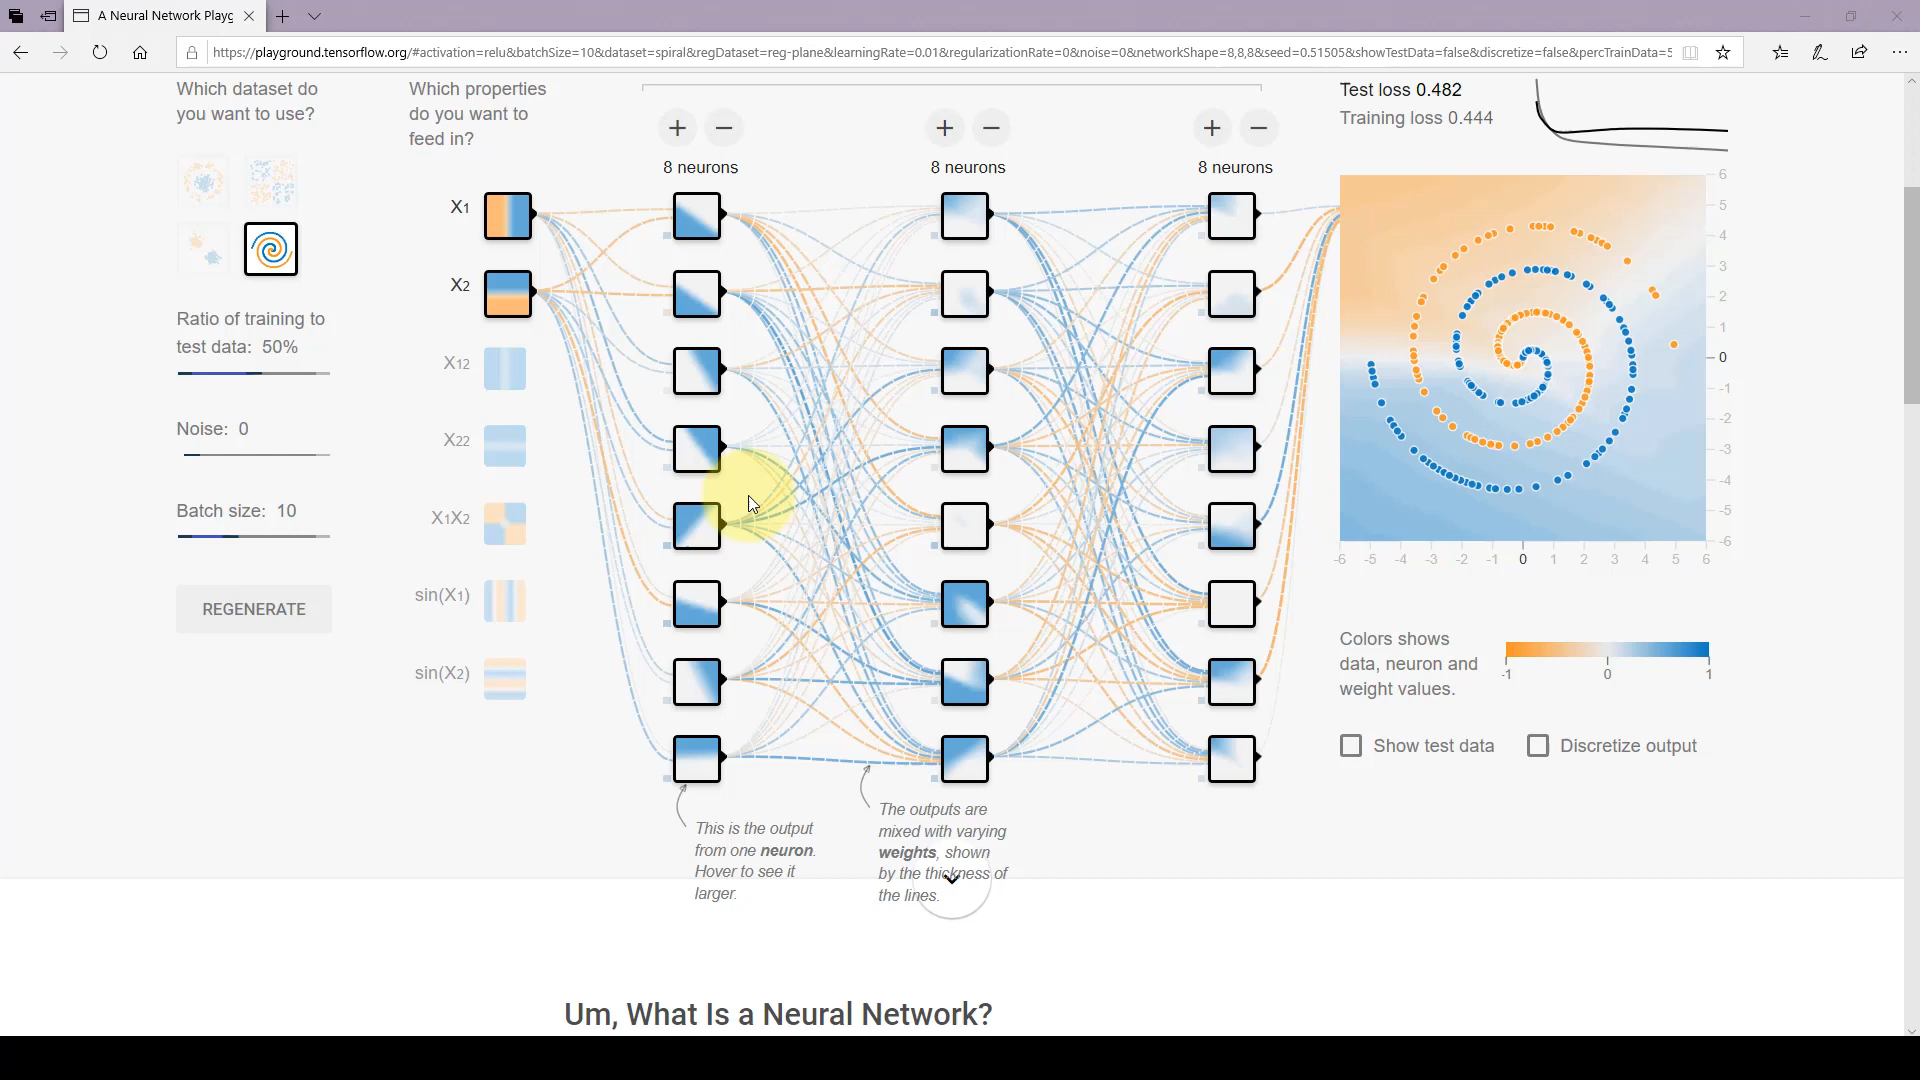 A Neural Network Playg
https://playground.tensorflow.org/#activation=relu&batchSize=10&dataset=spiral&regDataset=reg-plane&learningRate=0.01&regularizationRate=0&noise=0&networkShape=8,8,8&seed=0.51505&showTestData=false&discretize=false&percTrainData=5
Which dataset do
you want to use?
Ratio of training to
test data: 50%
Noise: 0
Batch size: 10
REGENERATE
Which properties
do you want to
feed in?
X1
X2
X12
X22
X1X2
sin(X1)
sin(X2)
8 neurons
8 neurons
8 neurons
This is the output
from one neuron.
Hover to see it
larger.
The outputs are
mixed with varying
weights, shown
by the thickness of
the lines.
Test loss 0.482
Training loss 0.444
6
5
4
3
2
1
0
-1
-2
-3
-4
-5
-6
-6 -5 -4 -3 -2 -1 0 1 2 3 4 5 6
Colors shows
data, neuron and
weight values.
-1 0 1
Show test data
Discretize output
Um, What Is a Neural Network?